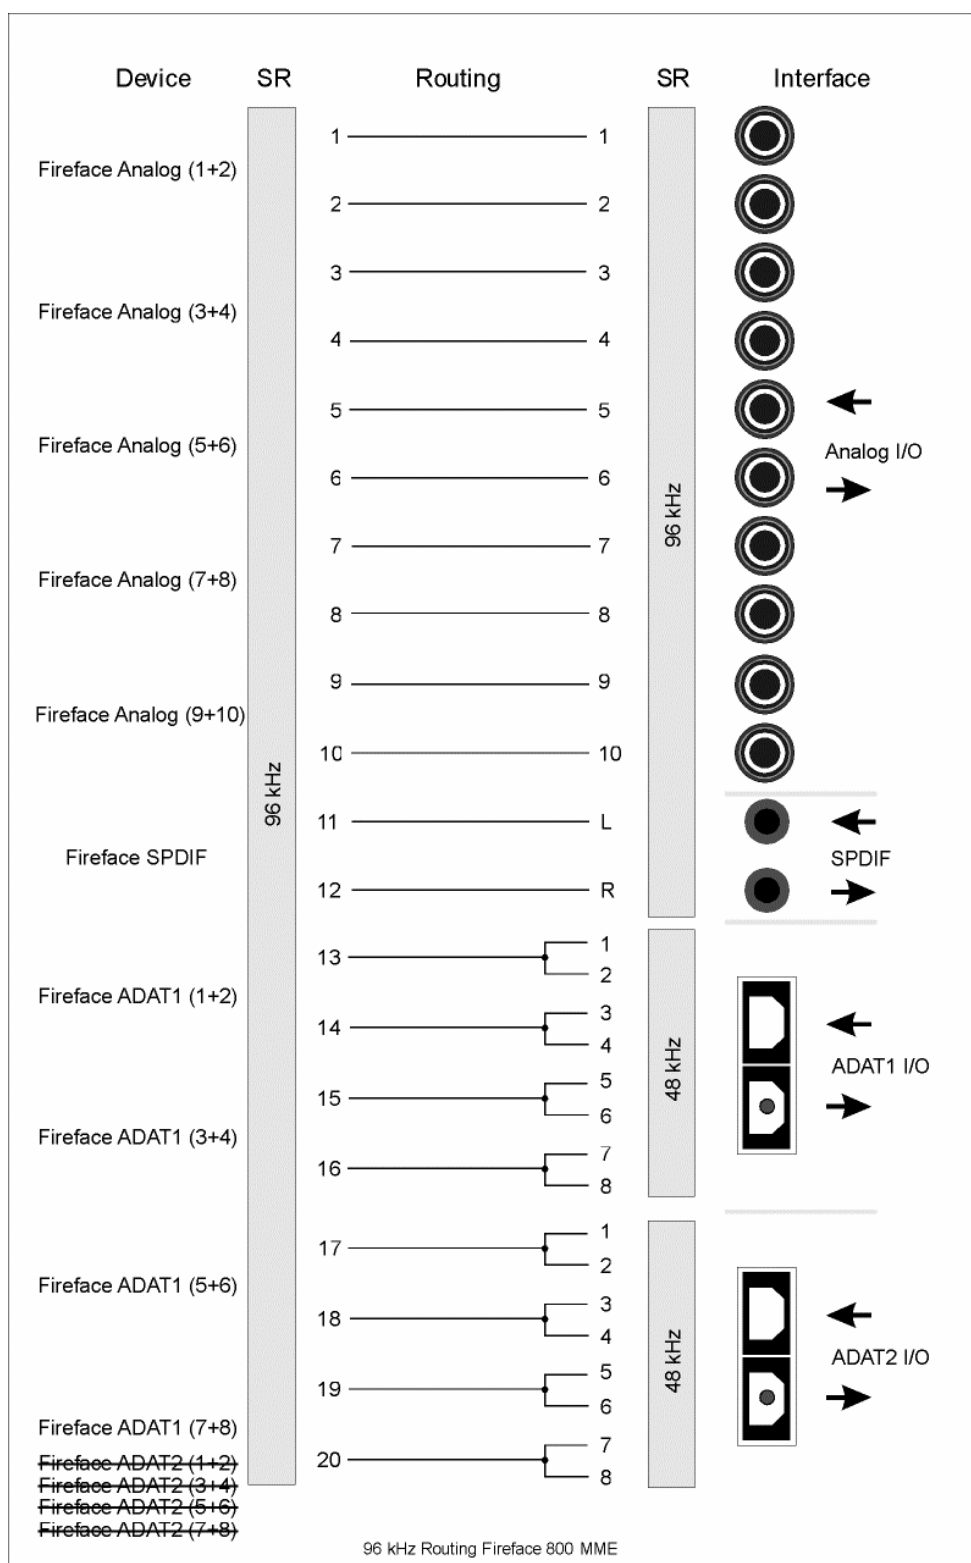 Device SR Routing SR Interface
1 1
Fireface Analog (1+2)
2 2
3 3
Fireface Analog (3+4)
4 4
5 5
Fireface Analog (5+6) Analog I/O
6 6
96 kHz
7 7
Fireface Analog (7+8)
8 8
9 9
Fireface Analog (9+10)
10 10
96 kHz
11 L
Fireface SPDIF SPDIF
12 R
1
13
2
Fireface ADAT1 (1+2)
3
14
4
ADAT1 I/O
48 kHz
5
15
6
Fireface ADAT1 (3+4)
7
16
8
1
17
2
Fireface ADAT1 (5+6)
3
18
4
ADAT2 I/O
48 kHz
5
19
6
Fireface ADAT1 (7+8)
7
20
Fireface ADAT2 (1+2)
8
Fireface ADAT2 (3+4)
Fireface ADAT2 (5+6)
Fireface ADAT2 (7+8)
96 kHz Routing Fireface 800 MME